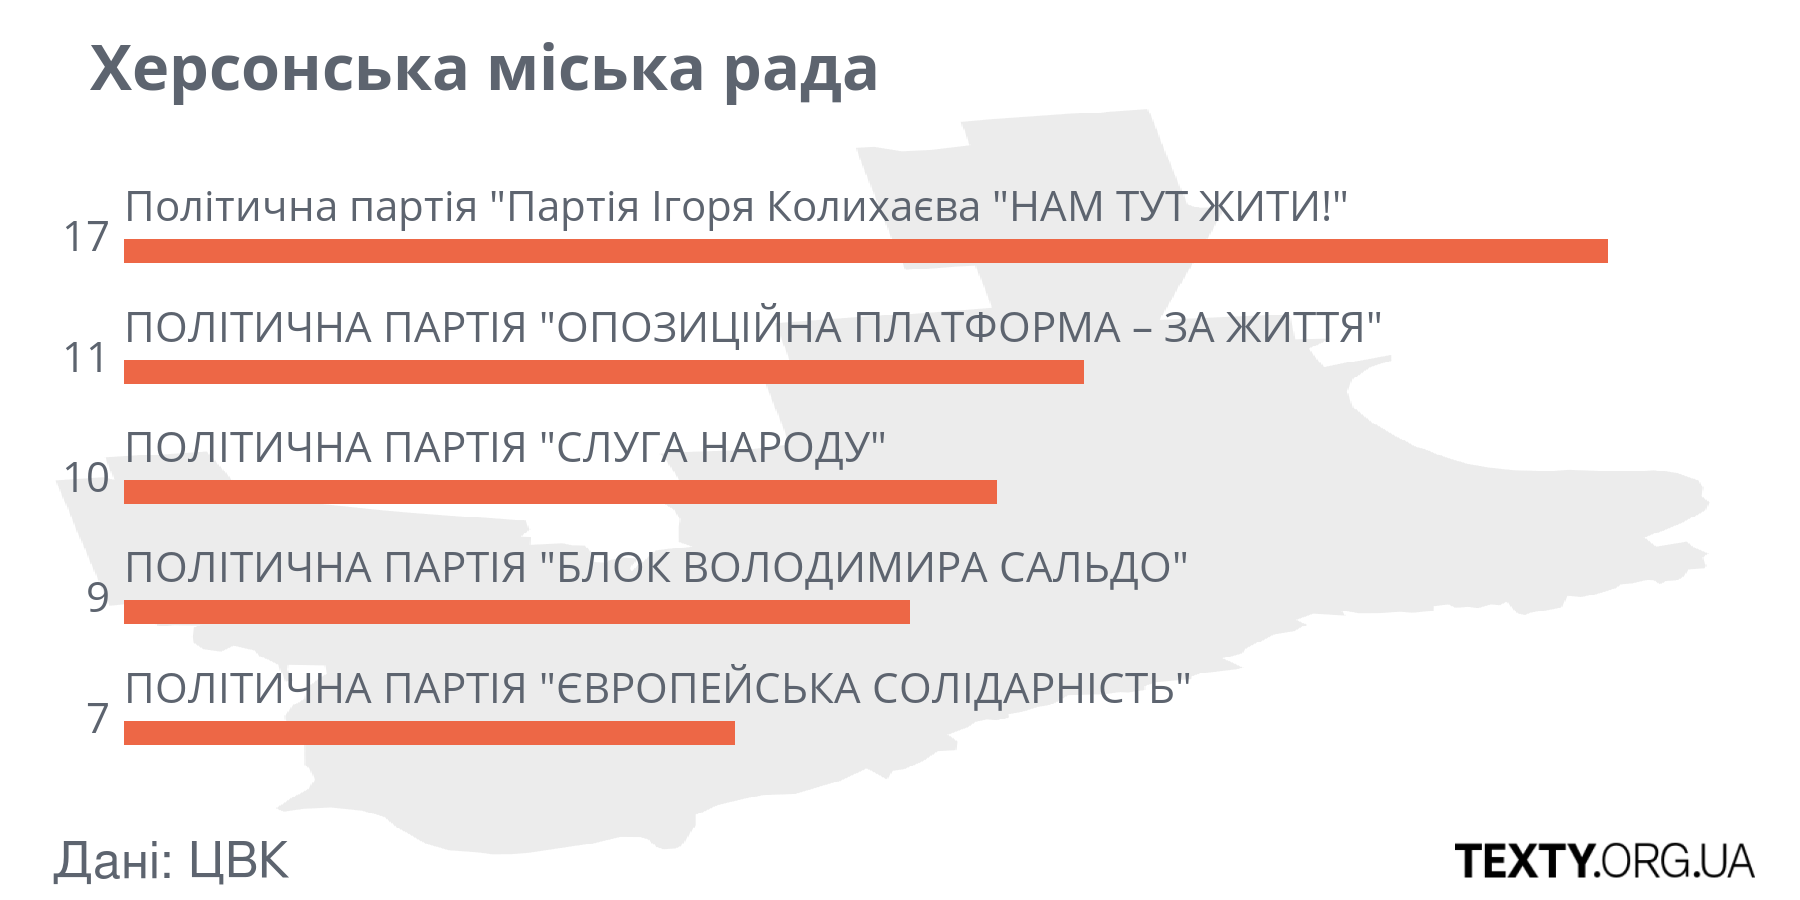 Херсонська міська рада
Політична партія "Партія Ігоря Колихаєва "НАМ ТУТ ЖИТИ!"
17
ПОЛІТИЧНА ПАРТІЯ "ОПОЗИЦІЙНА ПЛАТФОРМА – ЗА ЖИТТЯ"
11
ПОЛІТИЧНА ПАРТІЯ "СЛУГА НАРОДУ"
10
ПОЛІТИЧНА ПАРТІЯ "БЛОК ВОЛОДИМИРА САЛЬДО"
9
ПОЛІТИЧНА ПАРТІЯ "ЄВРОПЕЙСЬКА СОЛІДАРНІСТЬ"
7
Дані: ЦВК
TEXTY.ORG.UA